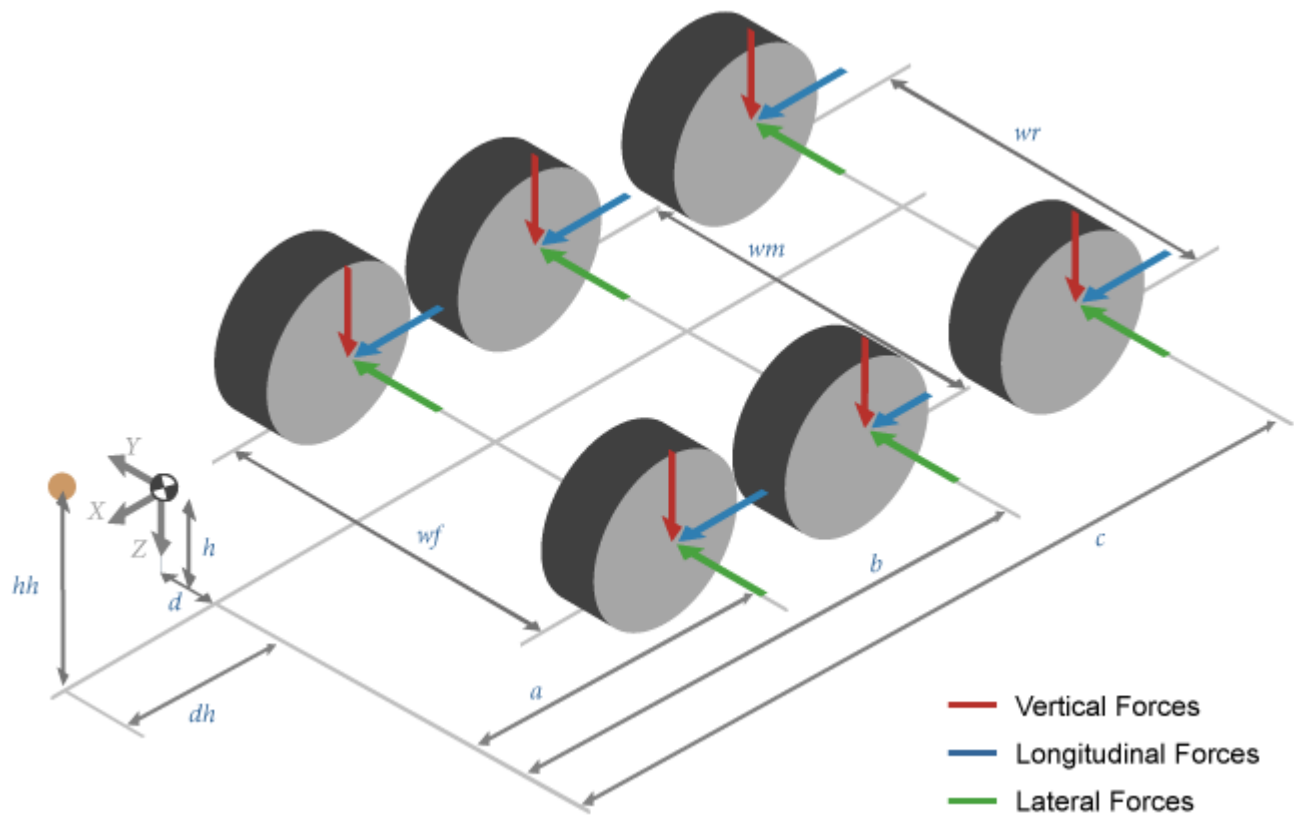 wr
wm
Y
X
Z
h
wf
hh
d
c
b
a
dh
Vertical Forces
Longitudinal Forces
Lateral Forces